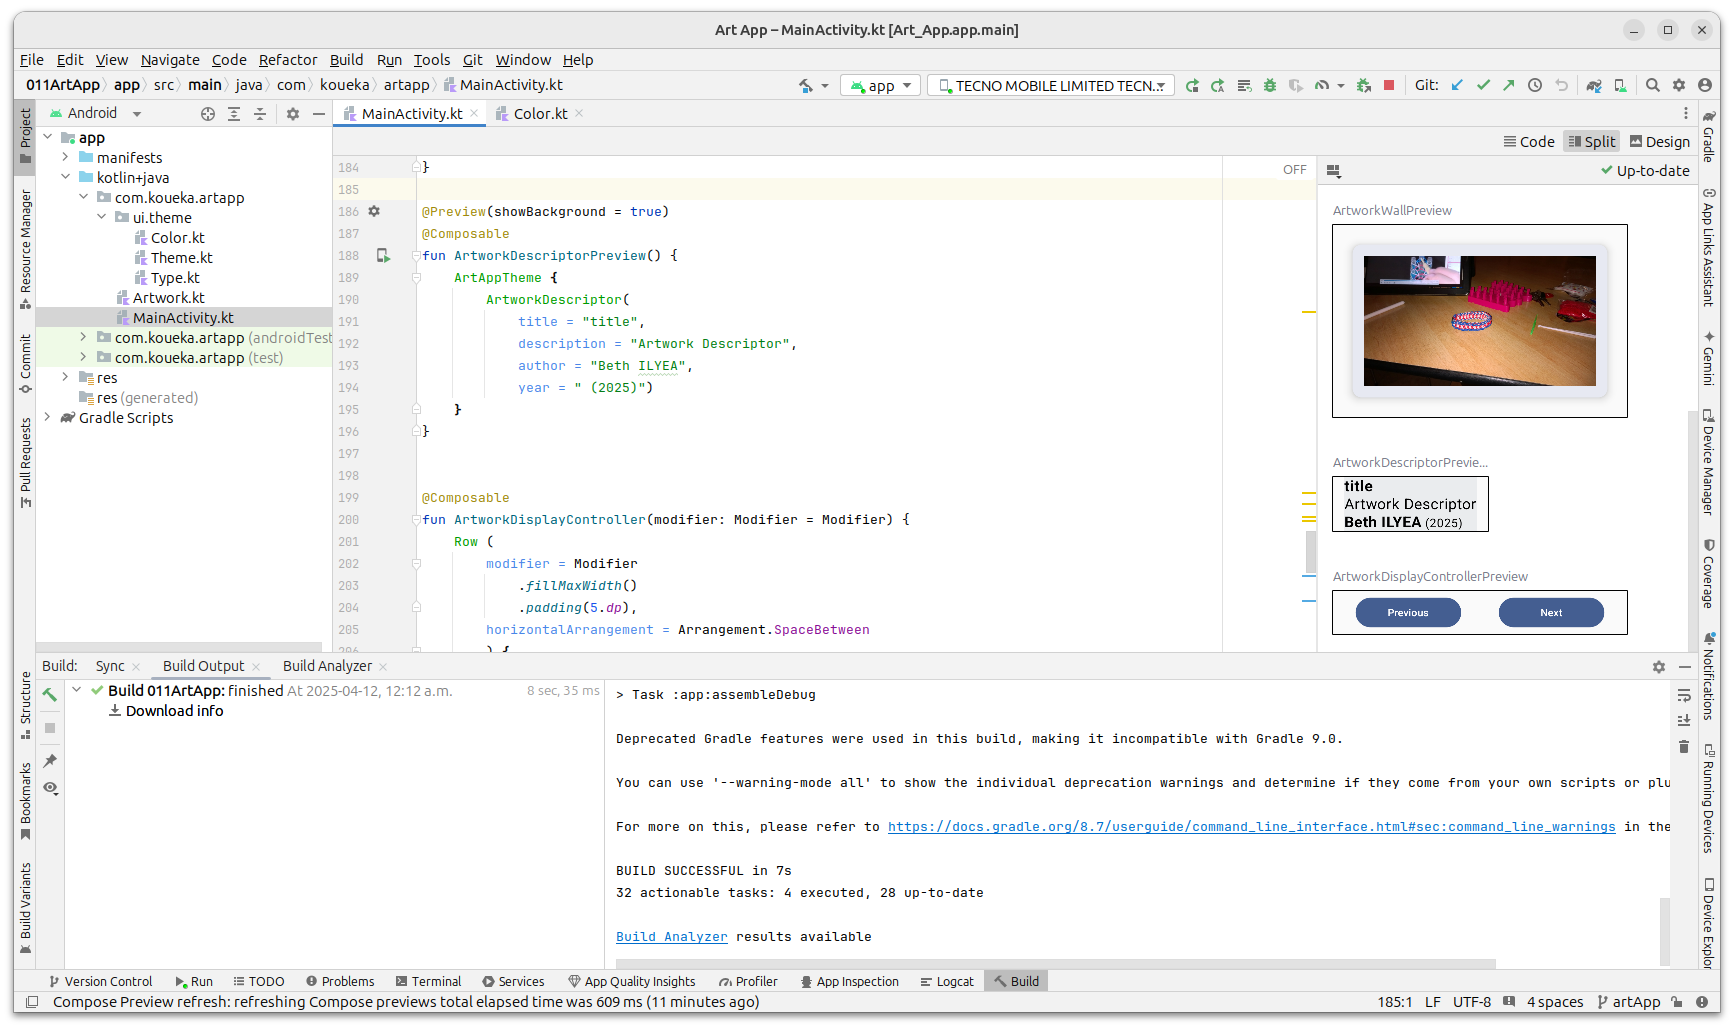 Art App – MainActivity.kt [Art_App.app.main]
File Edit View Navigate Code Refactor Build Run Tools Git Window Help
011ArtApp app src main java com koueka artapp MainActivity.kt
app
TECNO MOBILE LIMITED TECN..
Git:
Android
MainActivity.kt
Color.kt
Code Split Design
Project
Resource Manager
Commit
Pull Requests
Structure
Bookmarks
Build Variants
app
manifests
kotlin+java
com.koueka.artapp
ui.theme
Color.kt
Theme.kt
Type.kt
Artwork.kt
MainActivity.kt
com.koueka.artapp (androidTest
com.koueka.artapp (test)
res
res (generated)
Gradle Scripts
OFF
184 }
185
186 @Preview(showBackground = true)
187 @Composable
188 fun ArtworkDescriptorPreview() {
189 ArtAppTheme {
190 ArtworkDescriptor(
191 title = "title",
192 description = "Artwork Descriptor",
193 author = "Beth ILYEA",
194 year = " (2025)")
195 }
196 }
197
198
199 @Composable
200 fun ArtworkDisplayController(modifier: Modifier = Modifier) {
201 Row (
202 modifier = Modifier
203 .fillMaxWidth()
204 .padding(5.dp),
205 horizontalArrangement = Arrangement.SpaceBetween
206 ) {
Up-to-date
ArtworkWallPreview
ArtworkDescriptorPrevie...
title
Artwork Descriptor
Beth ILYEA (2025)
ArtworkDisplayControllerPreview
Previous Next
Gradle
App Links Assistant
Gemini
Device Manager
Coverage
Notifications
Running Devices
Device Explor
Build: Sync Build Output Build Analyzer
Build 011ArtApp: finished At 2025-04-12, 12:12 a.m. 8 sec, 35 ms
Download info
> Task :app:assembleDebug
Deprecated Gradle features were used in this build, making it incompatible with Gradle 9.0.
You can use '--warning-mode all' to show the individual deprecation warnings and determine if they come from your own scripts or plu
For more on this, please refer to https://docs.gradle.org/8.7/userguide/command_line_interface.html#sec:command_line_warnings in the
BUILD SUCCESSFUL in 7s
32 actionable tasks: 4 executed, 28 up-to-date
Build Analyzer results available
Version Control Run TODO Problems Terminal Services App Quality Insights Profiler App Inspection Logcat Build
Compose Preview refresh: refreshing Compose previews total elapsed time was 609 ms (11 minutes ago)
185:1 LF UTF-8 4 spaces artApp